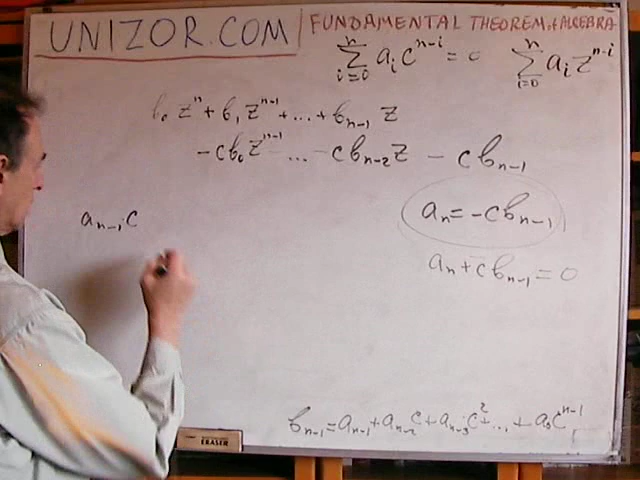 UNIZOR.COM
FUNDAMENTAL THEOREM of ALGEBRA
∑_{i=0}^{n} a_i c^{n-i} = 0   ∑_{i=0}^{n} a_i z^{n-i}
b_0 z^n + b_1 z^{n-1} + ... + b_{n-1} z
- c b_0 z^{n-1} ... - c b_{n-2} z - c b_{n-1}
a_n = - c b_{n-1}
a_{n-1} c
a_n + c b_{n-1} = 0
b_{n-1} = a_{n-1} + a_{n-2} c + a_{n-3} c^2 + ... + a_0 c^{n-1}
ERASER